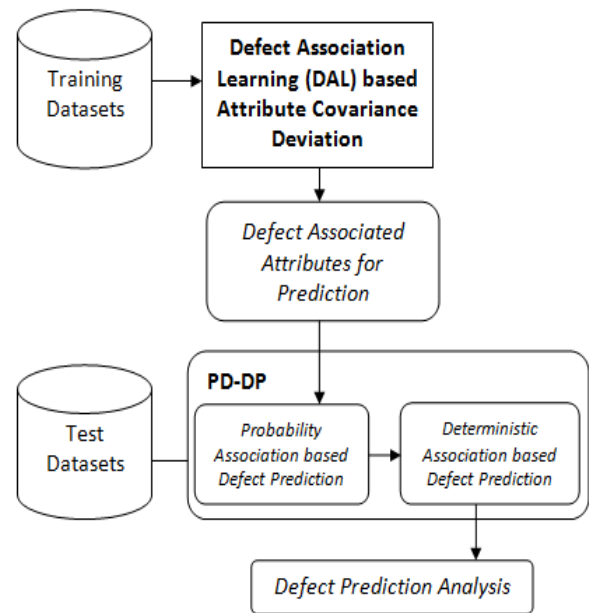 Training
Datasets
Defect Association
Learning (DAL) based
Attribute Covariance
Deviation
Defect Associated
Attributes for
Prediction
PD-DP
Test
Datasets
Probability
Association based
Defect Prediction
Deterministic
Association based
Defect Prediction
Defect Prediction Analysis